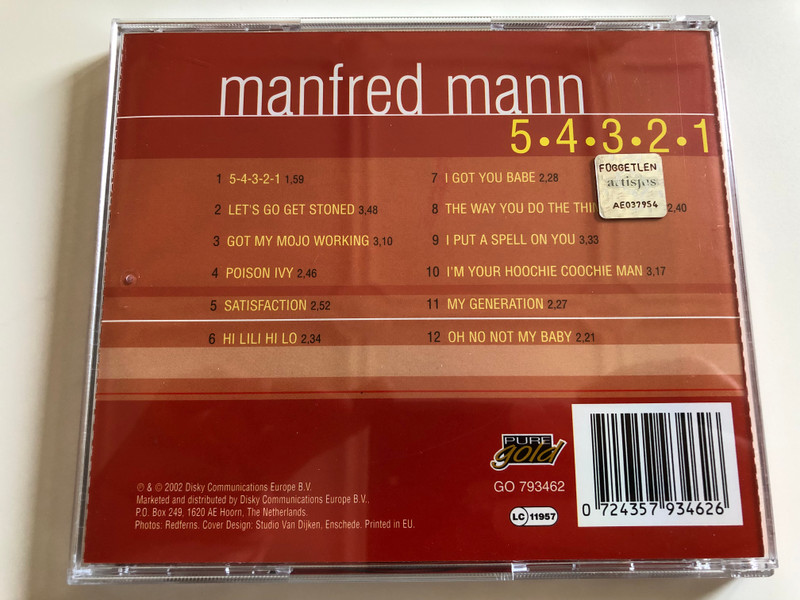 manfred mann
5•4•3•2•1
1 5-4-3-2-1 1,59
2 LET'S GO GET STONED 3,48
3 GOT MY MOJO WORKING 3,10
4 POISON IVY 2,46
5 SATISFACTION 2,52
6 HI LILI HI LO 2,34
7 I GOT YOU BABE 2,28
8 THE WAY YOU DO THE 2,40
9 I PUT A SPELL ON YOU 3,33
10 I'M YOUR HOOCHIE COOCHIE MAN 3,17
11 MY GENERATION 2,27
12 OH NO NOT MY BABY 2,21
FÜGGETLEN
artisjus
AE037954
PURE
gold
GO 793462
LC 11957
0 724357 934626
℗ & © 2002 Disky Communications Europe B.V.
Marketed and distributed by Disky Communications Europe B.V.,
P.O. Box 249, 1620 AE Hoorn, The Netherlands.
Photos: Redferns. Cover Design: Studio Van Dijken, Enschede. Printed in EU.